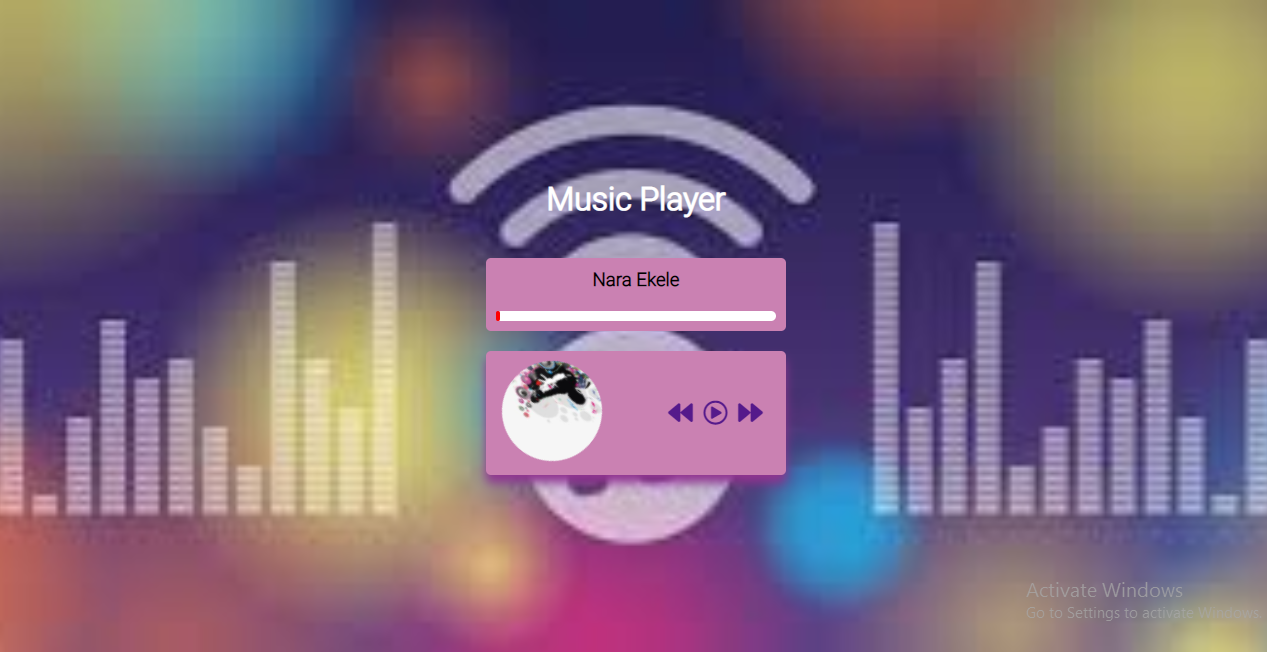 Music Player
Nara Ekele
Activate Windows
Go to Settings to activate Windows.